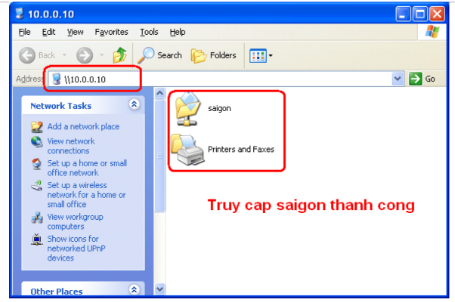 10.0.0.10
File Edit View Favorites Tools Help
Back Search Folders
Address \\10.0.0.10 Go
Network Tasks
Add a network place
View network
connections
Set up a home or small
office network
Set up a wireless
network for a home or
small office
View workgroup
computers
Show icons for
networked UPnP
devices
Other Places
saigon
Printers and Faxes
Truy cap saigon thanh cong